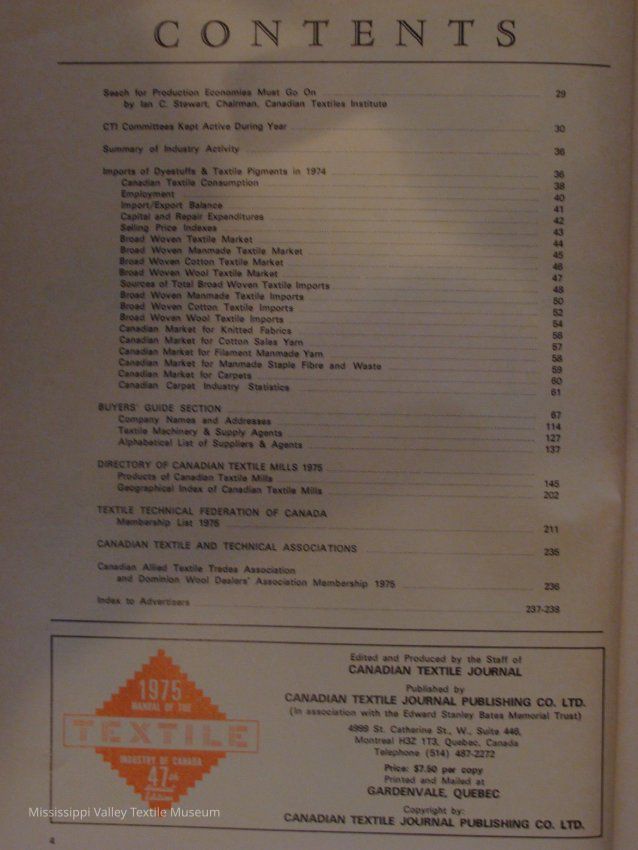 CONTENTS
Seach for Production Economies Must Go On 29
by Ian C. Stewart, Chairman, Canadian Textiles Institute
CTI Committees Kept Active During Year 30
Summary of Industry Activity 36
Imports of Dyestuffs & Textile Pigments in 1974 36
Canadian Textile Consumption 38
Employment 40
Import/Export Balance 41
Capital and Repair Expenditures 42
Selling Price Indexes 43
Broad Woven Textile Market 44
Broad Woven Manmade Textile Market 45
Broad Woven Cotton Textile Market 46
Broad Woven Wool Textile Market 47
Sources of Total Broad Woven Textile Imports 48
Broad Woven Manmade Textile Imports 50
Broad Woven Cotton Textile Imports 52
Broad Woven Wool Textile Imports 54
Canadian Market for Knitted Fabrics 56
Canadian Market for Cotton Sales Yarn 57
Canadian Market for Filament Manmade Yarn 58
Canadian Market for Manmade Staple Fibre and Waste 59
Canadian Market for Carpets 60
Canadian Carpet Industry Statistics 61
BUYERS' GUIDE SECTION 67
Company Names and Addresses 114
Textile Machinery & Supply Agents 127
Alphabetical List of Suppliers & Agents 137
DIRECTORY OF CANADIAN TEXTILE MILLS 1975
Products of Canadian Textile Mills 145
Geographical Index of Canadian Textile Mills 202
TEXTILE TECHNICAL FEDERATION OF CANADA
Membership List 1975 211
CANADIAN TEXTILE AND TECHNICAL ASSOCIATIONS 235
Canadian Allied Textile Trades Association
and Dominion Wool Dealers' Association Membership 1975 236
Index to Advertisers 237-238
1975
MANUAL OF THE
TEXTILE
INDUSTRY OF CANADA
47th
Annual
Edition
Edited and Produced by the Staff of
CANADIAN TEXTILE JOURNAL
Published by
CANADIAN TEXTILE JOURNAL PUBLISHING CO. LTD.
(In association with the Edward Stanley Bates Memorial Trust)
4999 St. Catherine St., W., Suite 446,
Montreal H3Z 1T3, Quebec, Canada
Telephone (514) 487-2272
Price: $7.50 per copy
Printed and Mailed at
GARDENVALE, QUEBEC
Copyright by:
CANADIAN TEXTILE JOURNAL PUBLISHING CO. LTD.
Mississippi Valley Textile Museum
4